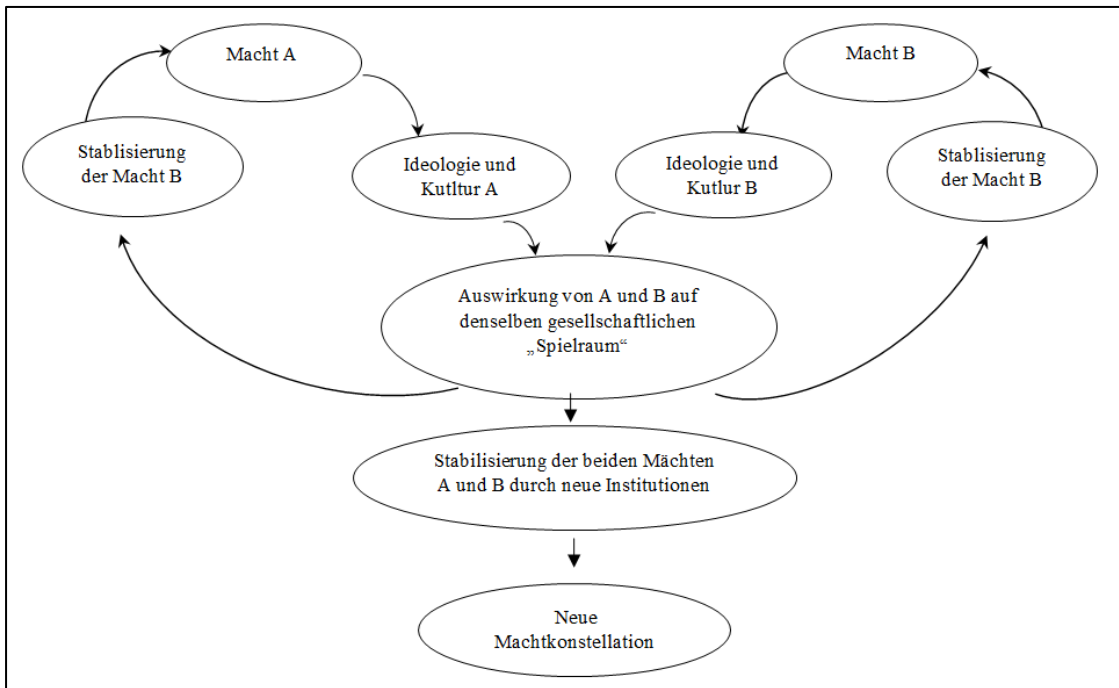 Macht A
Macht B
Stablisierung
der Macht B
Ideologie und
Kutltur A
Ideologie und
Kutlur B
Stablisierung
der Macht B
Auswirkung von A und B auf
denselben gesellschaftlichen
„Spielraum“
Stabilisierung der beiden Mächten
A und B durch neue Institutionen
Neue
Machtkonstellation